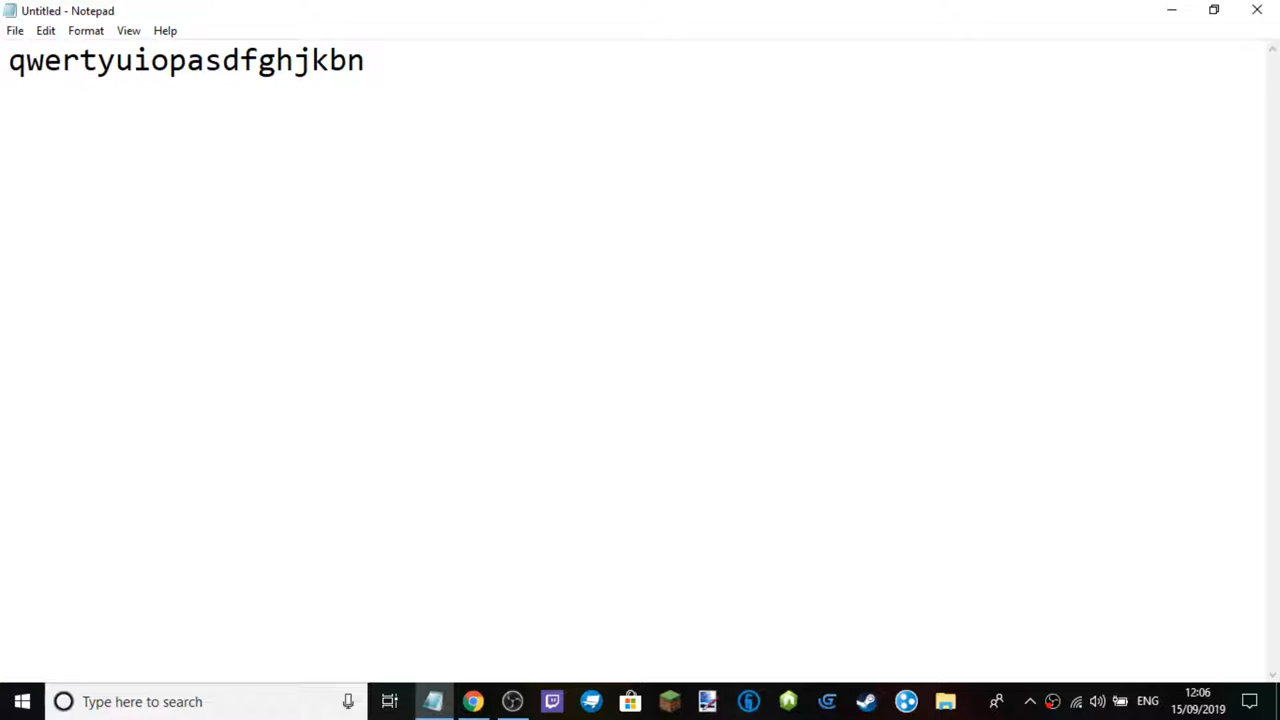 Untitled - Notepad
File Edit Format View Help
qwertyuiopasdfghjkbn
Type here to search
ENG
12:06
15/09/2019